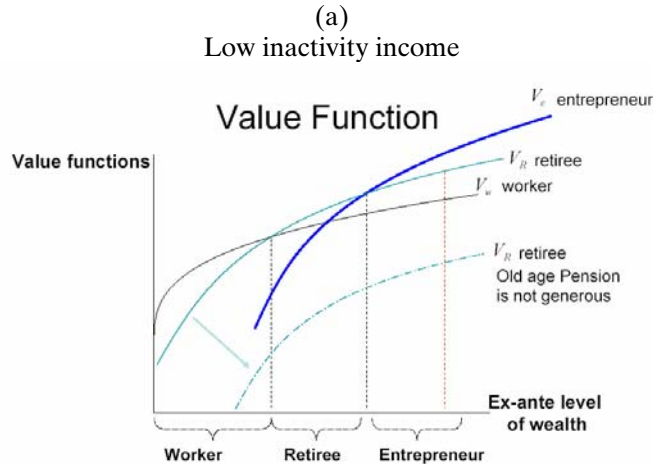 (a)
Low inactivity income
Value Function
V_e entrepreneur
Value functions
V_R retiree
V_w worker
V_R retiree
Old age Pension
is not generous
Ex-ante level
of wealth
Worker
Retiree
Entrepreneur